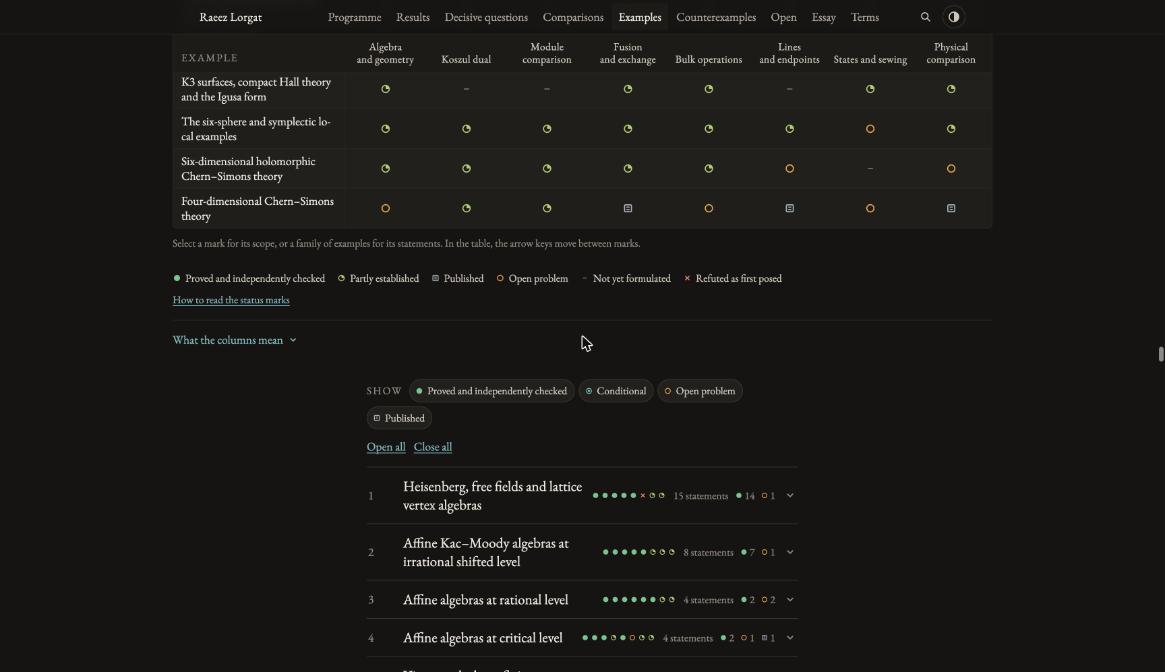 Raeez Lorgat
Programme Results Decisive questions Comparisons Examples Counterexamples Open Essay Terms
EXAMPLE
Algebra
and geometry
Koszul dual
Module
comparison
Fusion
and exchange
Bulk operations
Lines
and endpoints
States and sewing
Physical
comparison
K3 surfaces, compact Hall theory
and the Igusa form
The six-sphere and symplectic lo-
cal examples
Six-dimensional holomorphic
Chern–Simons theory
Four-dimensional Chern–Simons
theory
Select a mark for its scope, or a family of examples for its statements. In the table, the arrow keys move between marks.
Proved and independently checked Partly established Published Open problem – Not yet formulated × Refuted as first posed
How to read the status marks
What the columns mean
SHOW Proved and independently checked Conditional Open problem
Published
Open all Close all
1 Heisenberg, free fields and lattice
vertex algebras
15 statements 14 1
2 Affine Kac–Moody algebras at
irrational shifted level
8 statements 7 1
3 Affine algebras at rational level 4 statements 2 2
4 Affine algebras at critical level 4 statements 2 1 1